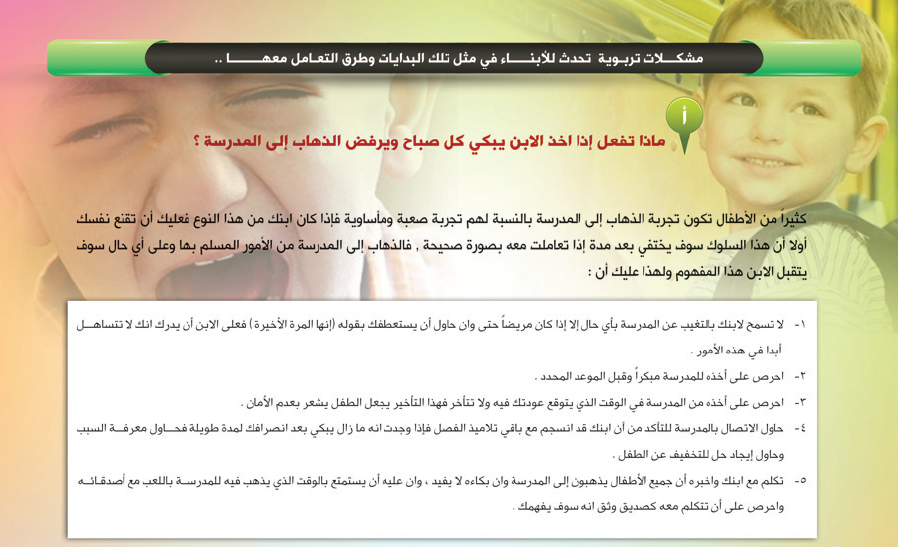 مشكـــلات تربـوية تحدث للأبنــــاء في مثل تلك البدايات وطرق التعـامل معهـــــــا ..
أ
ماذا تفعل إذا اخذ الابن يبكي كل صباح ويرفض الذهاب إلى المدرسة ؟
كثيراً من الأطفال تكون تجربة الذهاب إلى المدرسة بالنسبة لهم تجربة صعبة ومأساوية فإذا كان ابنك من هذا النوع فعليك أن تقنع نفسك
أولا أن هذا السلوك سوف يختفي بعد مدة إذا تعاملت معه بصورة صحيحة , فالذهاب إلى المدرسة من الأمور المسلم بها وعلى أي حال سوف
يتقبل الابن هذا المفهوم ولهذا عليك أن :
١- لا تسمح لابنك بالتغيب عن المدرسة بأي حال إلا إذا كان مريضاً حتى وان حاول أن يستعطفك بقوله (إنها المرة الأخيرة ) فعلى الابن أن يدرك انك لا تتساهــل
أبدا في هذه الأمور .
٢- احرص على أخذه للمدرسة مبكراً وقبل الموعد المحدد .
٣- احرص على أخذه من المدرسة في الوقت الذي يتوقع عودتك فيه ولا تتأخر فهذا التأخير يجعل الطفل يشعر بعدم الأمان .
٤- حاول الاتصال بالمدرسة للتأكد من أن ابنك قد انسجم مع باقي تلاميذ الفصل فإذا وجدت انه ما زال يبكي بعد انصرافك لمدة طويلة فحــاول معرفــة السبب
وحاول إيجاد حل للتخفيف عن الطفل .
٥- تكلم مع ابنك واخبره أن جميع الأطفال يذهبون إلى المدرسة وان بكاءه لا يفيد ، وان عليه أن يستمتع بالوقت الذي يذهب فيه للمدرســة باللعب مع أصدقـائــه
واحرص على أن تتكلم معه كصديق وثق انه سوف يفهمك .